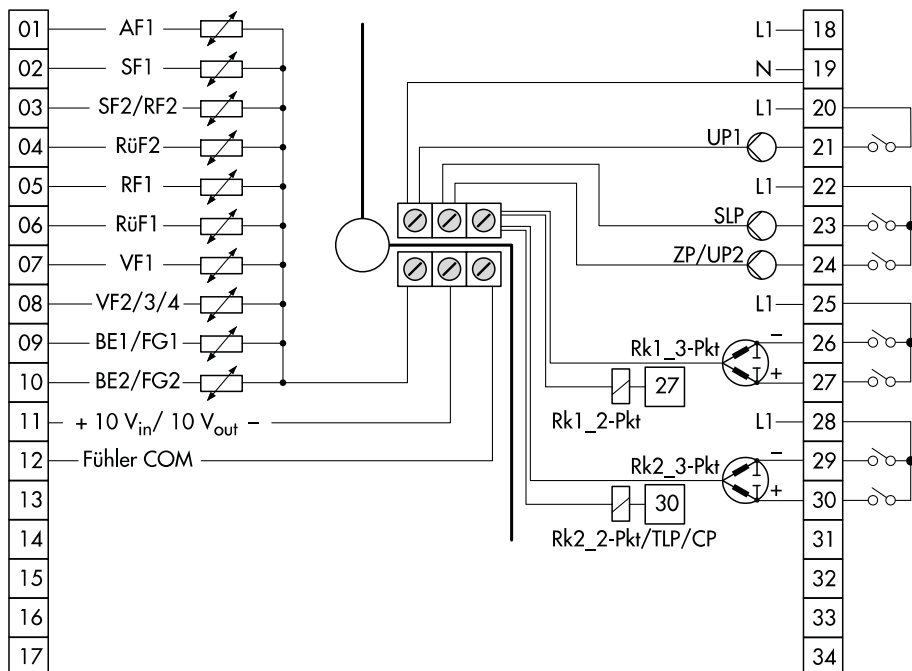 01 AF1
02 SF1
03 SF2/RF2
04 RüF2
05 RF1
06 RüF1
07 VF1
08 VF2/3/4
09 BE1/FG1
10 BE2/FG2
11 + 10 Vin/ 10 Vout –
12 Fühler COM
13
14
15
16
17
L1 18
N 19
L1 20
UP1 21
L1 22
SLP 23
ZP/UP2 24
L1 25
Rk1_3-Pkt – 26
+ 27
27
Rk1_2-Pkt
L1 28
Rk2_3-Pkt – 29
+ 30
30
Rk2_2-Pkt/TLP/CP
31
32
33
34